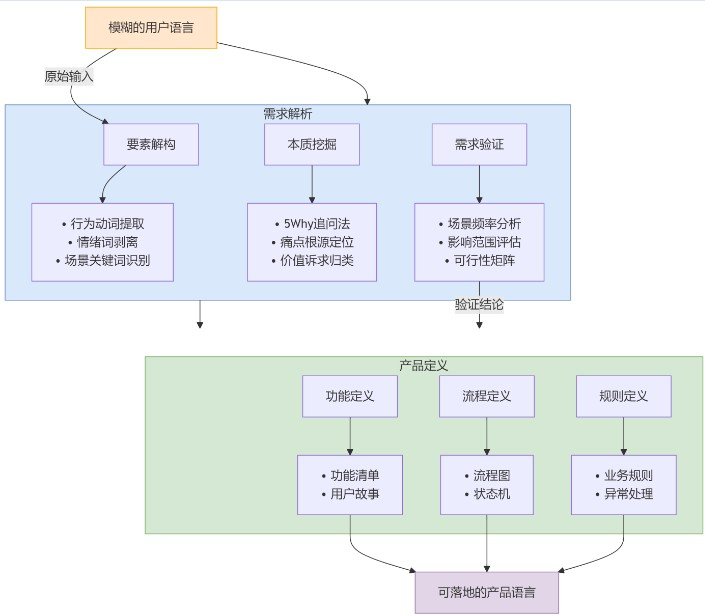 模糊的用户语言
原始输入
需求解析
要素解构
本质挖掘
需求验证
• 行为动词提取
• 情绪词剥离
• 场景关键词识别
• 5Why追问法
• 痛点根源定位
• 价值诉求归类
• 场景频率分析
• 影响范围评估
• 可行性矩阵
验证结论
产品定义
功能定义
流程定义
规则定义
• 功能清单
• 用户故事
• 流程图
• 状态机
• 业务规则
• 异常处理
可落地的产品语言